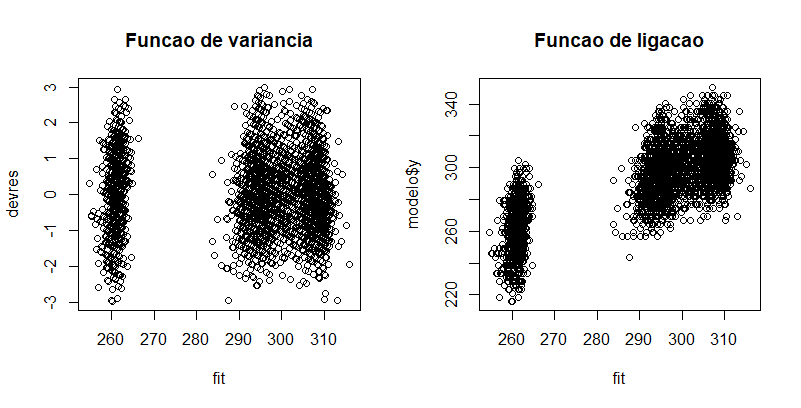 Funcao de variancia
devres
3
2
1
0
-1
-2
-3
260 270 280 290 300 310
fit
Funcao de ligacao
modelo$y
340
300
260
220
260 270 280 290 300 310
fit